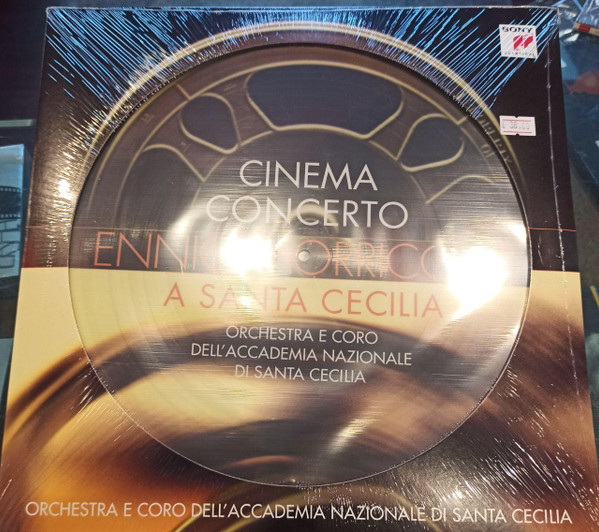 SONY
CINEMA
CONCERTO
A SANTA CECILIA
ORCHESTRA E CORO
DELL'ACCADEMIA NAZIONALE
DI SANTA CECILIA
ORCHESTRA E CORO DELL'ACCADEMIA NAZIONALE DI SANTA CECILIA